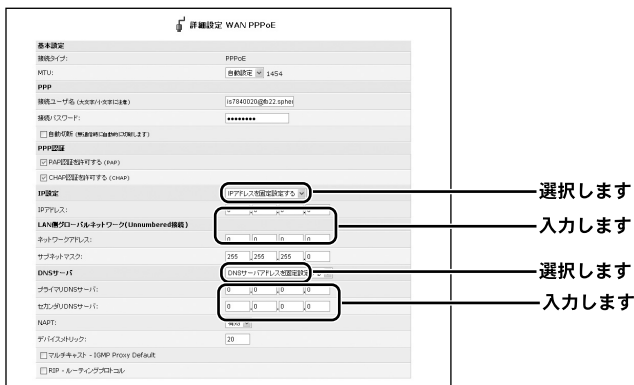 詳細設定 WAN PPPoE
基本設定
接続タイプ: PPPoE
MTU: 自動設定 1454
PPP
接続ユーザ名 (大文字/小文字に注意) is7840020@fb22.spher
接続パスワード: ••••••••
自動切断 (無通信時に自動的に切断します)
PPP認証
PAP認証を許可する (PAP)
CHAP認証を許可する (CHAP)
IP設定 IPアドレスを固定設定する 選択します
IPアドレス:
LAN側グローバルネットワーク(Unnumbered接続) 入力します
ネットワークアドレス: 0 .0 .0 .0
サブネットマスク: 255 .255 .255 .0
DNSサーバ DNSサーバアドレスを固定設定 選択します
プライマリDNSサーバ: 0 .0 .0 .0
セカンダリDNSサーバ: 0 .0 .0 .0 入力します
NAPT: 有効
デバイスメトリック: 20
マルチキャスト - IGMP Proxy Default
RIP - ルーティングプロトコル